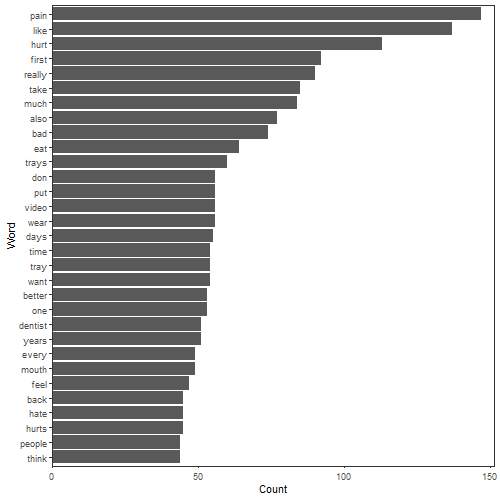 pain
like
hurt
first
really
take
much
also
bad
eat
trays
don
put
video
wear
days
time
tray
want
better
one
dentist
years
every
mouth
feel
back
hate
hurts
people
think
Word
0 50 100 150
Count